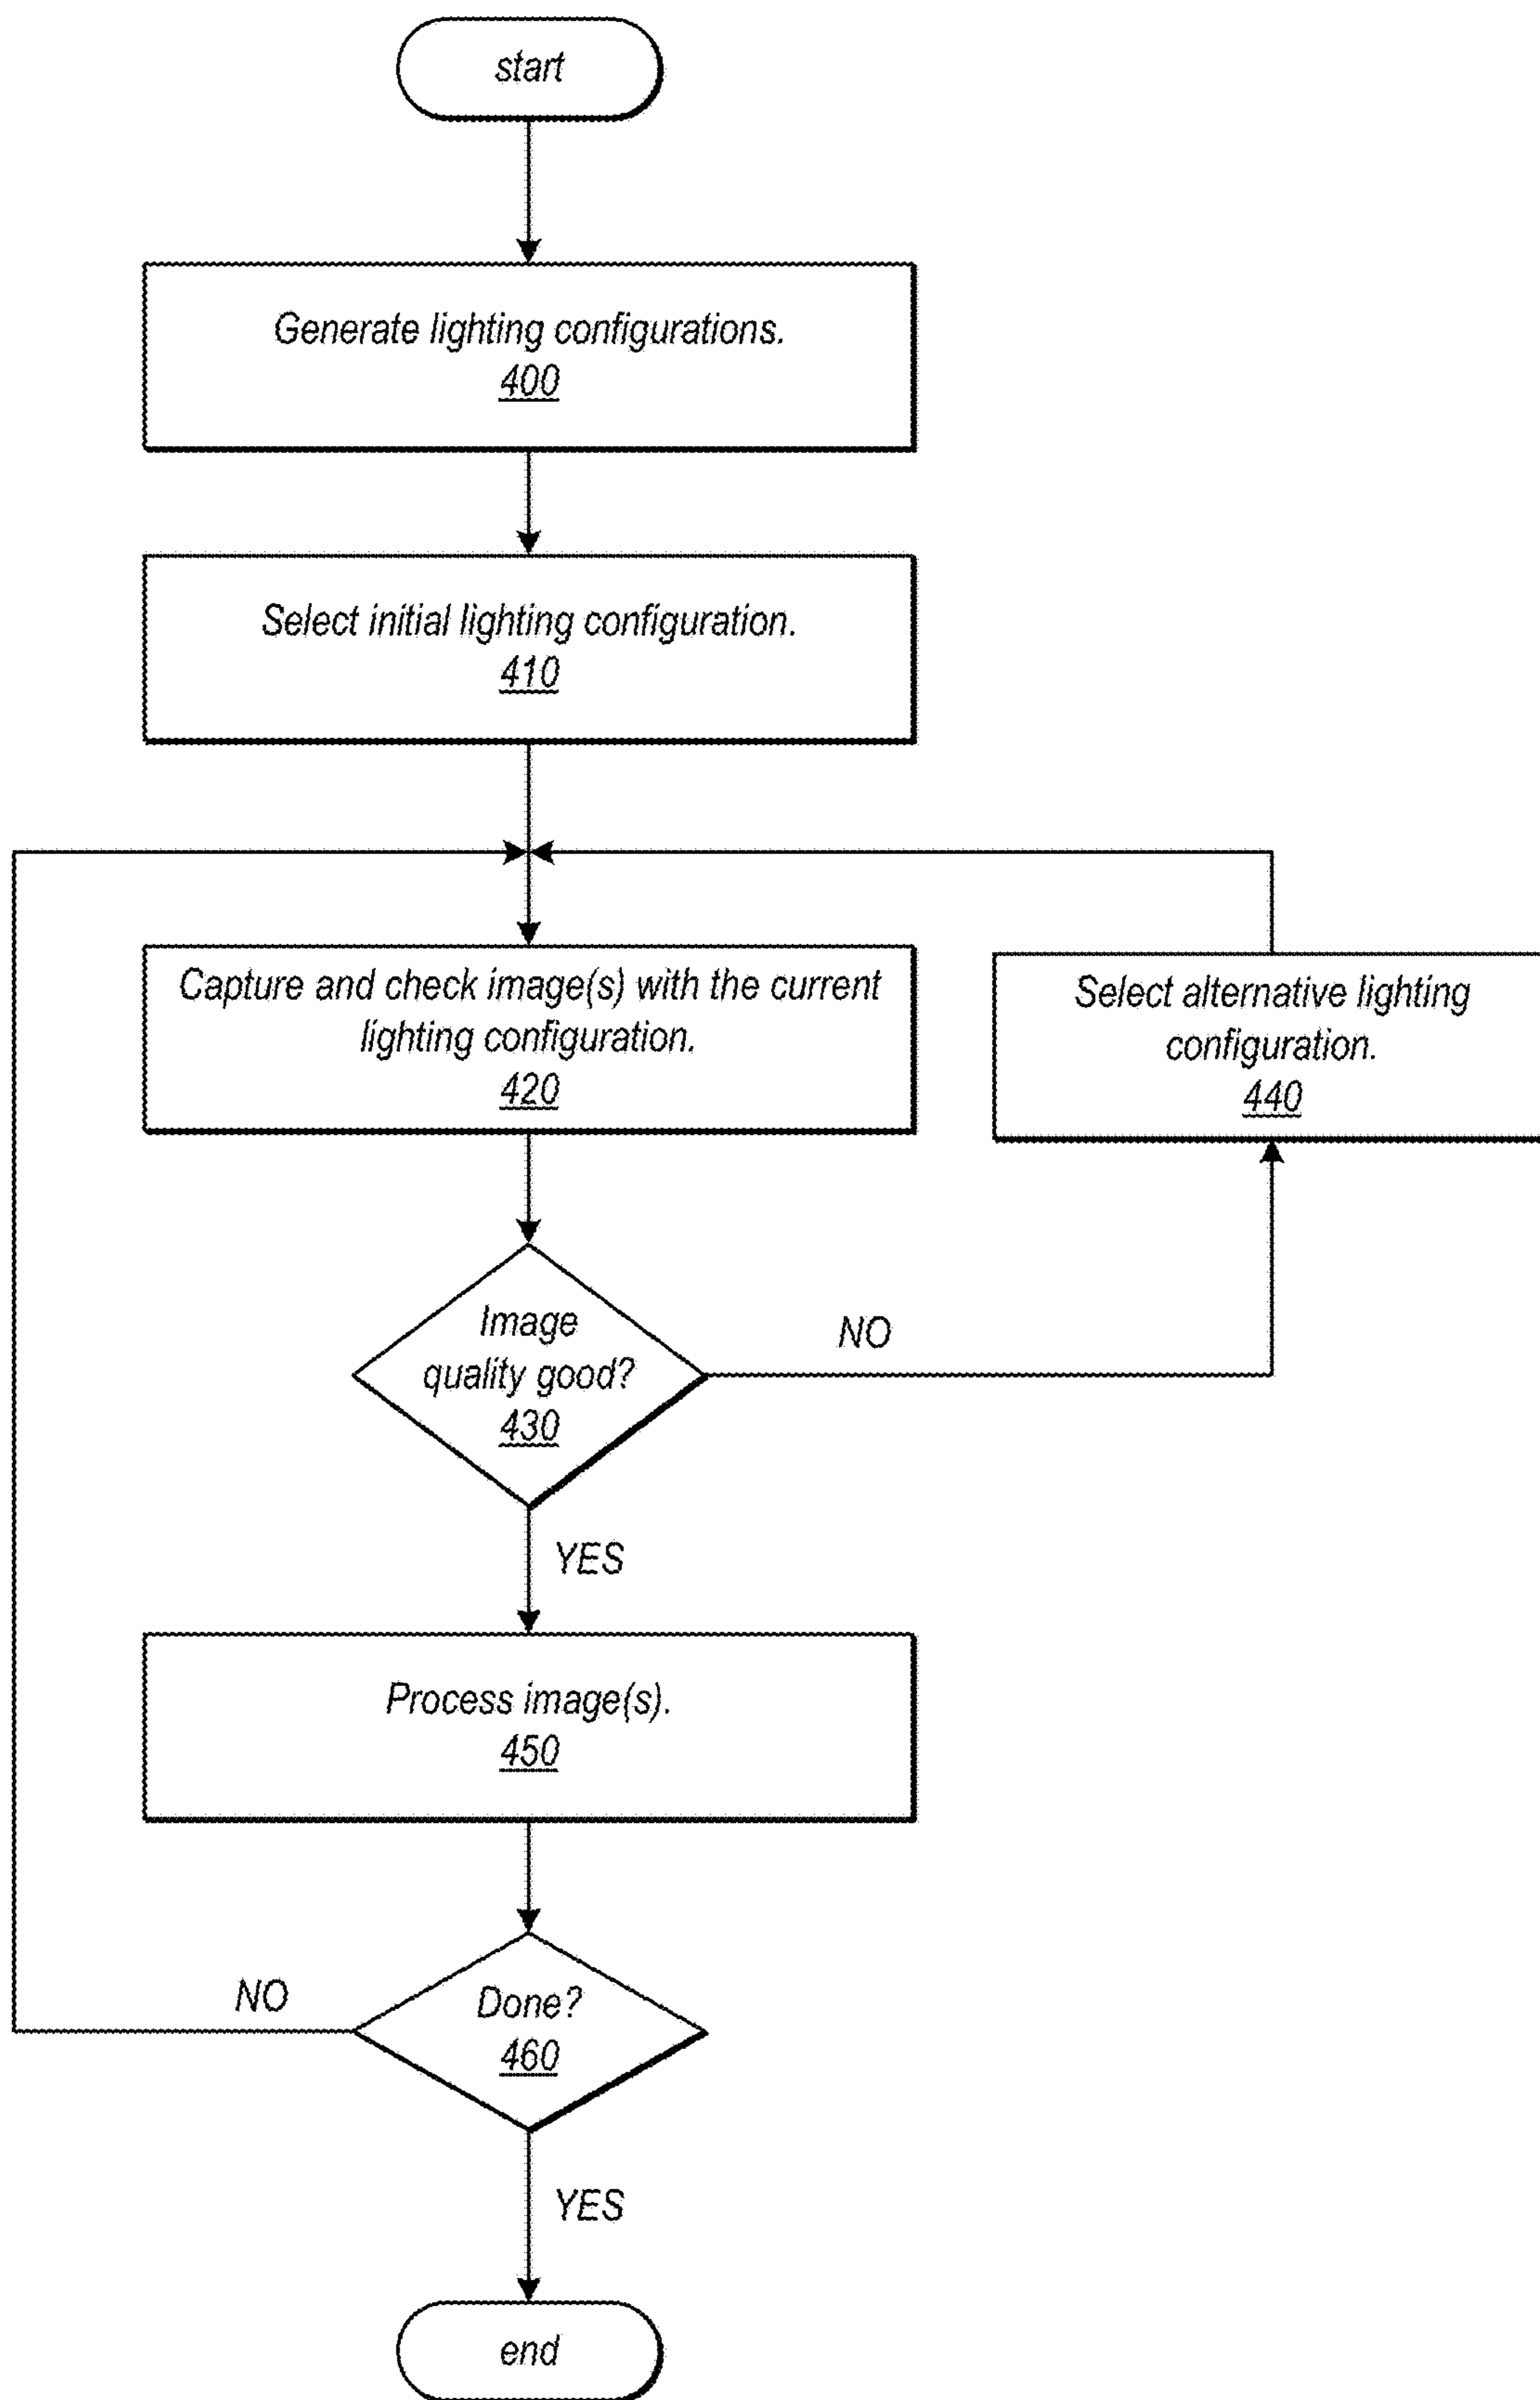 start
Generate lighting configurations.
400
Select initial lighting configuration.
410
Capture and check image(s) with the current
lighting configuration.
420
Select alternative lighting
configuration.
440
Image
quality good?
430
NO
YES
Process image(s).
450
Done?
460
NO
YES
end